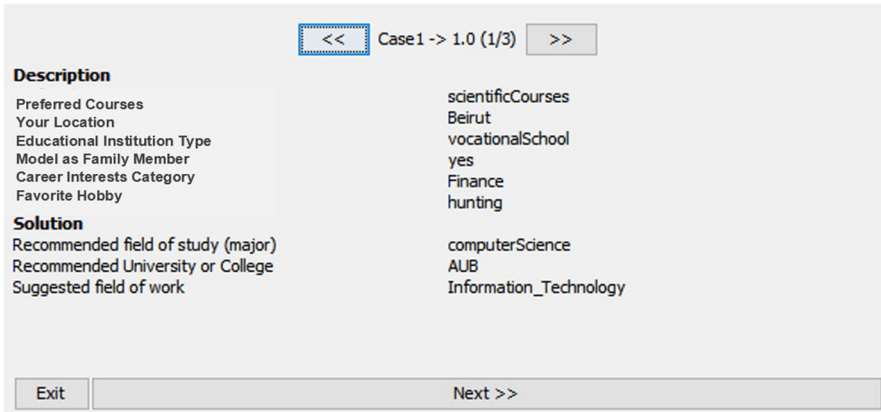 << Case1 -> 1.0 (1/3) >>
Description
Preferred Courses scientificCourses
Your Location Beirut
Educational Institution Type vocationalSchool
Model as Family Member yes
Career Interests Category Finance
Favorite Hobby hunting
Solution
Recommended field of study (major) computerScience
Recommended University or College AUB
Suggested field of work Information_Technology
Exit Next >>